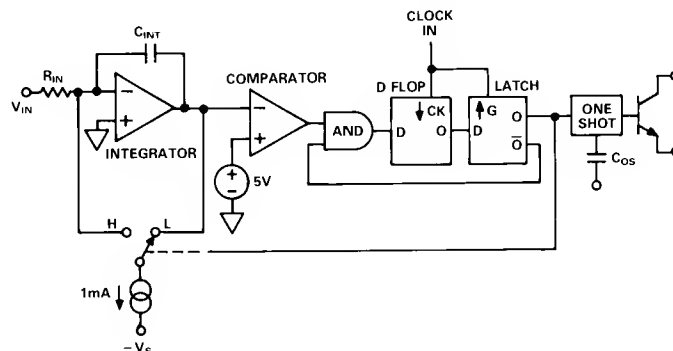 CLOCK
IN
C_INT
R_IN
COMPARATOR
D FLOP
LATCH
V_IN
−
+
INTEGRATOR
−
+
AND
D
CK
O
D
G
O
O̅
ONE
SHOT
C_OS
+
−
5V
H
L
1mA
−V_S